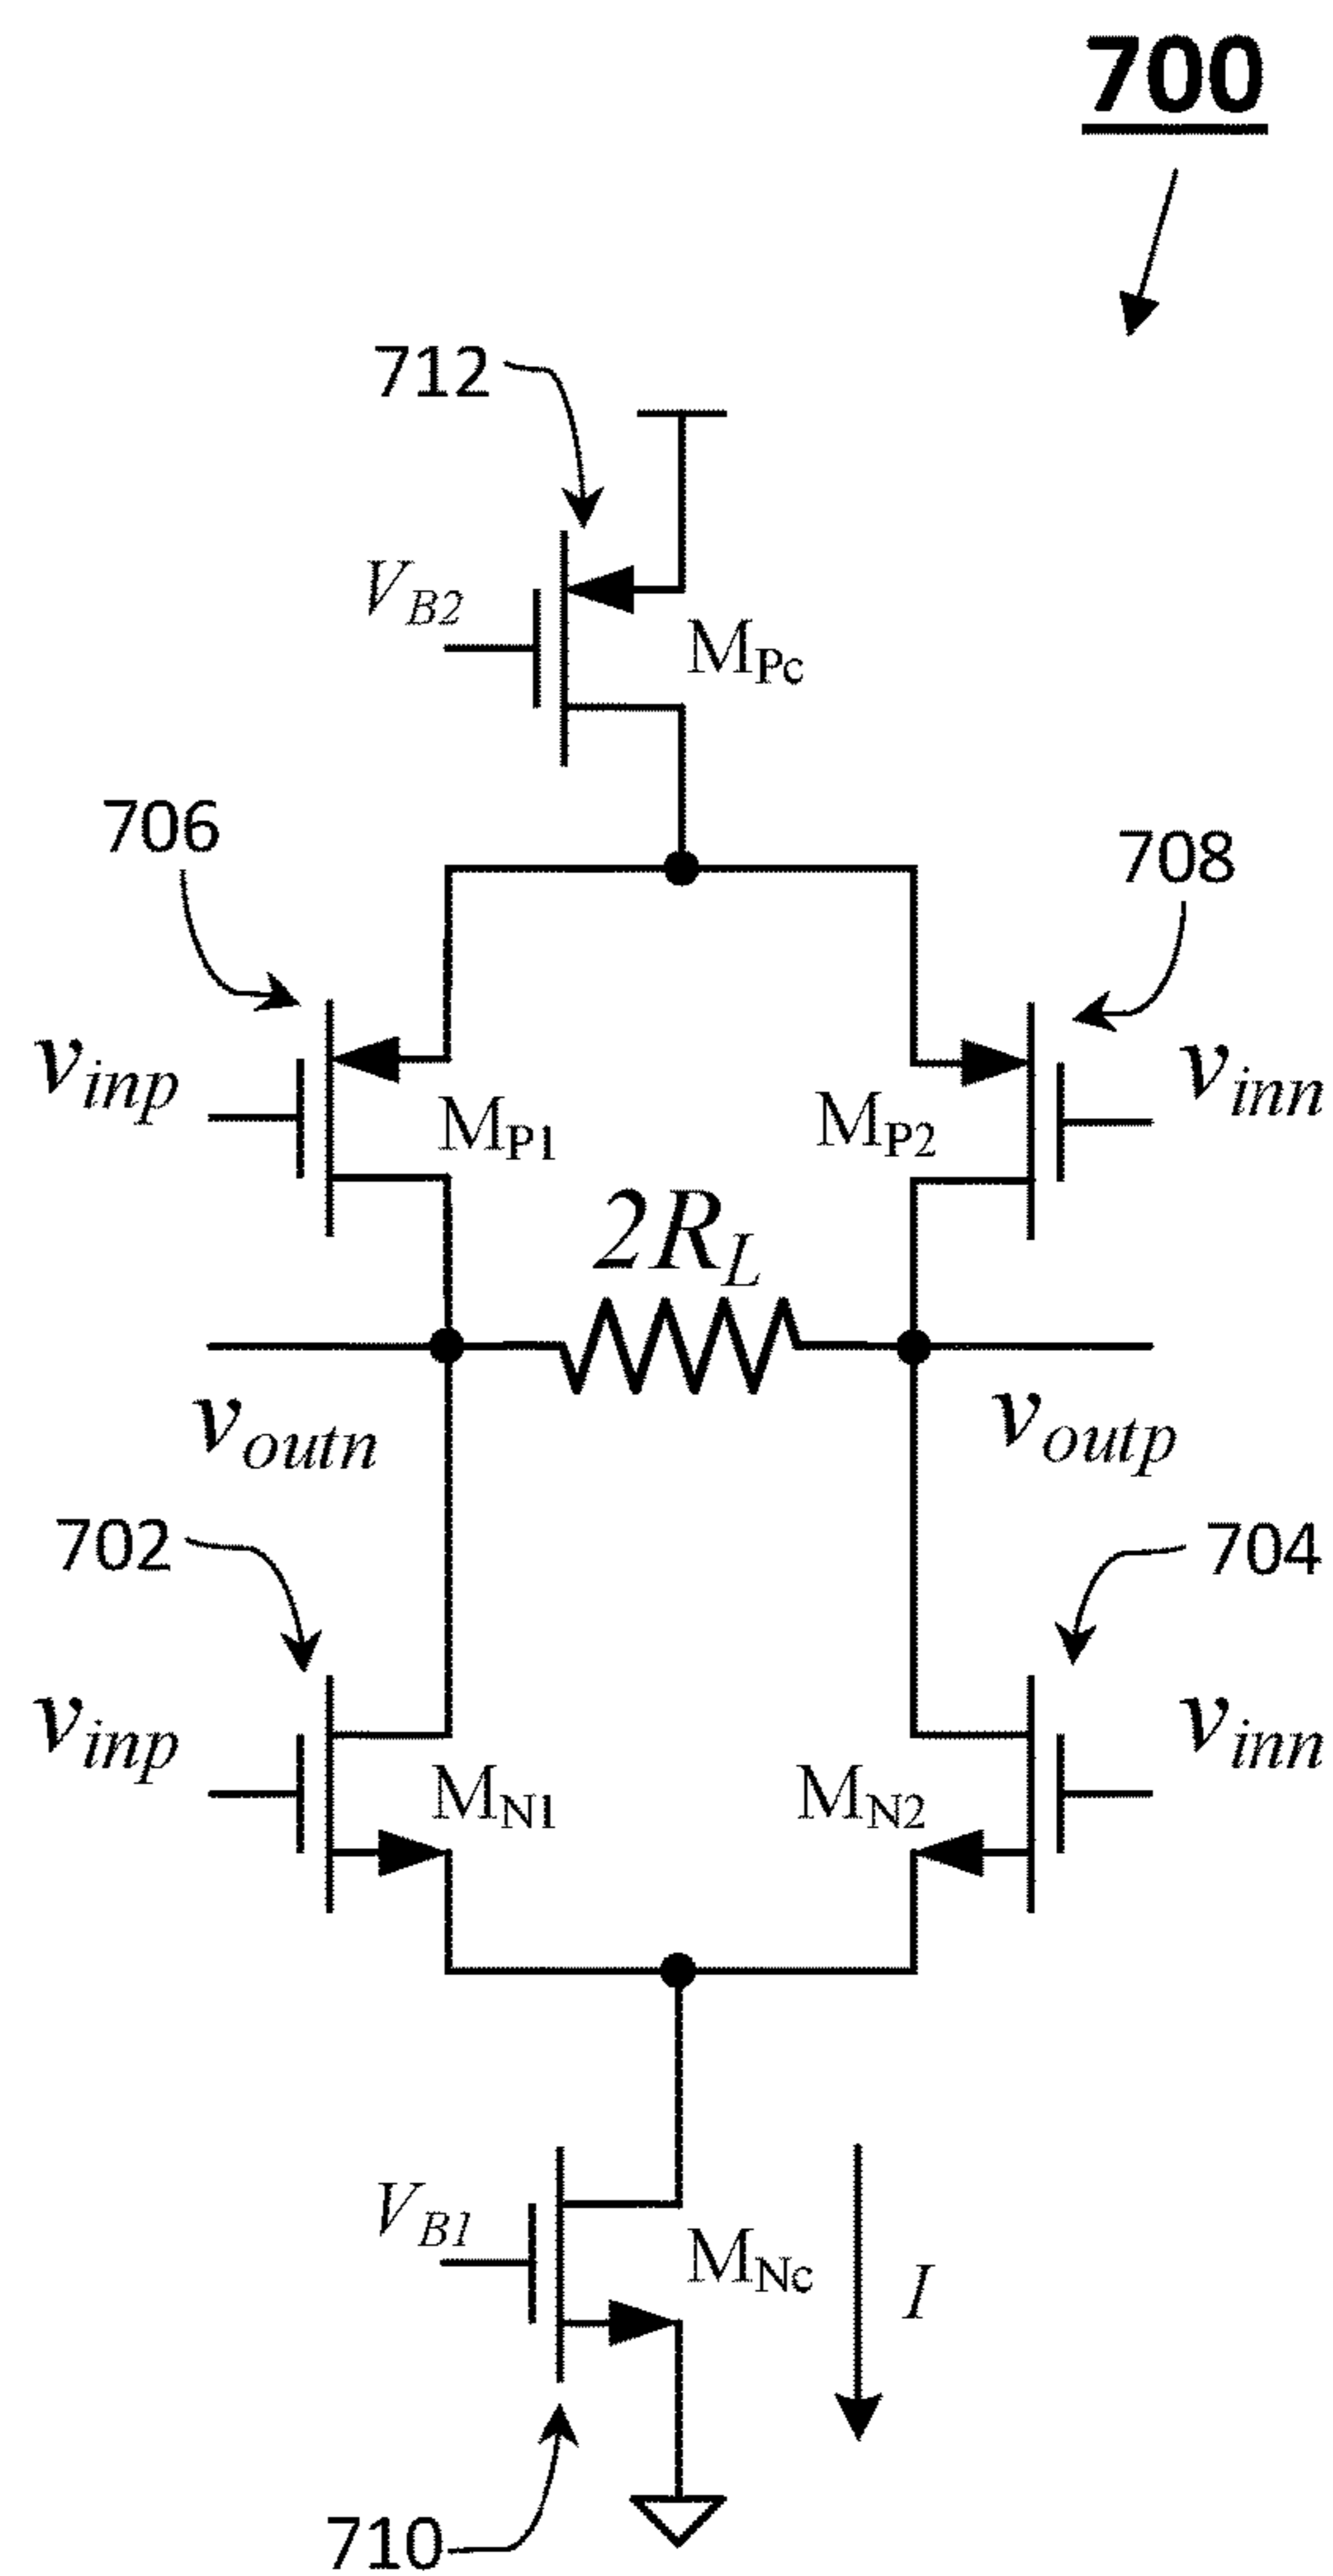 700
712
V_B2
M_Pc
706
708
v_inp
M_P1
M_P2
v_inn
2R_L
v_outn
v_outp
702
704
v_inp
M_N1
M_N2
v_inn
V_B1
M_Nc
I
710